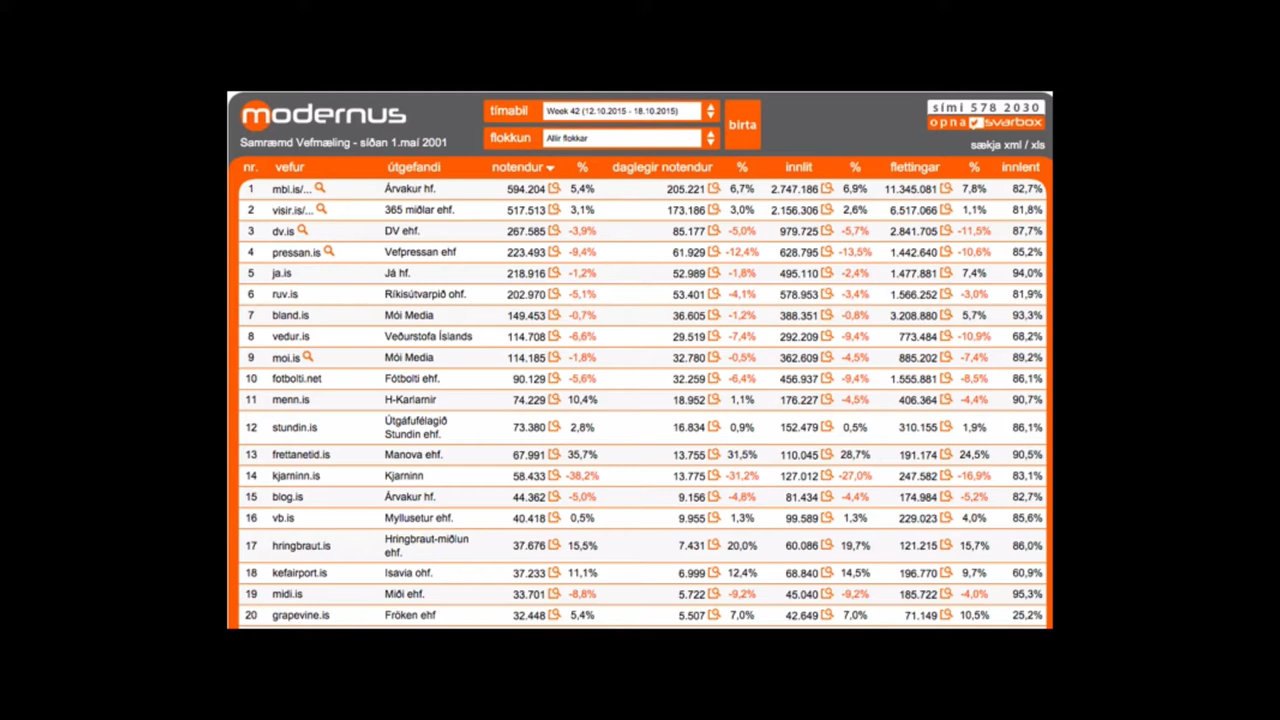 modernus
Samræmd Vefmæling - síðan 1.maí 2001
tímabil Week 42 (12.10.2015 - 18.10.2015)
flokkun Allir flokkar
birta
sími 578 2030
opna svarbox
sækja xml / xls
nr. vefur útgefandi notendur % daglegir notendur % innlit % flettingar % innlent
1 mbl.is/... Árvakur hf. 594.204 5,4% 205.221 6,7% 2.747.186 6,9% 11.345.081 7,8% 82,7%
2 visir.is/... 365 miðlar ehf. 517.513 3,1% 173.186 3,0% 2.156.306 2,6% 6.517.066 1,1% 81,8%
3 dv.is DV ehf. 267.585 -3,9% 85.177 -5,0% 979.725 -5,7% 2.841.705 -11,5% 87,7%
4 pressan.is Vefpressan ehf 223.493 -9,4% 61.929 -12,4% 628.795 -13,5% 1.442.640 -10,6% 85,2%
5 ja.is Já hf. 218.916 -1,2% 52.989 -1,8% 495.110 -2,4% 1.477.881 7,4% 94,0%
6 ruv.is Ríkisútvarpið ohf. 202.970 -5,1% 53.401 -4,1% 578.953 -3,4% 1.566.252 -3,0% 81,9%
7 bland.is Mói Media 149.453 -0,7% 36.605 -1,2% 388.351 -0,8% 3.208.880 5,7% 93,3%
8 vedur.is Veðurstofa Íslands 114.708 -6,6% 29.519 -7,4% 292.209 -9,4% 773.484 -10,9% 68,2%
9 moi.is Mói Media 114.185 -1,8% 32.780 -0,5% 362.609 -4,5% 885.202 -7,4% 89,2%
10 fotbolti.net Fótbolti ehf. 90.129 -5,6% 32.259 -6,4% 456.937 -9,4% 1.555.881 -8,5% 86,1%
11 menn.is H-Karlarnir 74.229 10,4% 18.952 1,1% 176.227 -4,5% 406.364 -4,4% 90,7%
12 stundin.is Útgáfufélagið
Stundin ehf. 73.380 2,8% 16.834 0,9% 152.479 0,5% 310.155 1,9% 86,1%
13 frettanetid.is Manova ehf. 67.991 35,7% 13.755 31,5% 110.045 28,7% 191.174 24,5% 90,5%
14 kjarninn.is Kjarninn 58.433 -38,2% 13.775 -31,2% 127.012 -27,0% 247.582 -16,9% 83,1%
15 blog.is Árvakur hf. 44.362 -5,0% 9.156 -4,8% 81.434 -4,4% 174.984 -5,2% 82,7%
16 vb.is Myllusetur ehf. 40.418 0,5% 9.955 1,3% 99.589 1,3% 229.023 4,0% 85,6%
17 hringbraut.is Hringbraut-miðlun
ehf. 37.676 15,5% 7.431 20,0% 60.086 19,7% 121.215 15,7% 86,0%
18 kefairport.is Isavia ohf. 37.233 11,1% 6.999 12,4% 68.840 14,5% 196.770 9,7% 60,9%
19 midi.is Miði ehf. 33.701 -8,8% 5.722 -9,2% 45.040 -9,2% 185.722 -4,0% 95,3%
20 grapevine.is Fröken ehf 32.448 5,4% 5.507 7,0% 42.649 7,0% 71.149 10,5% 25,2%